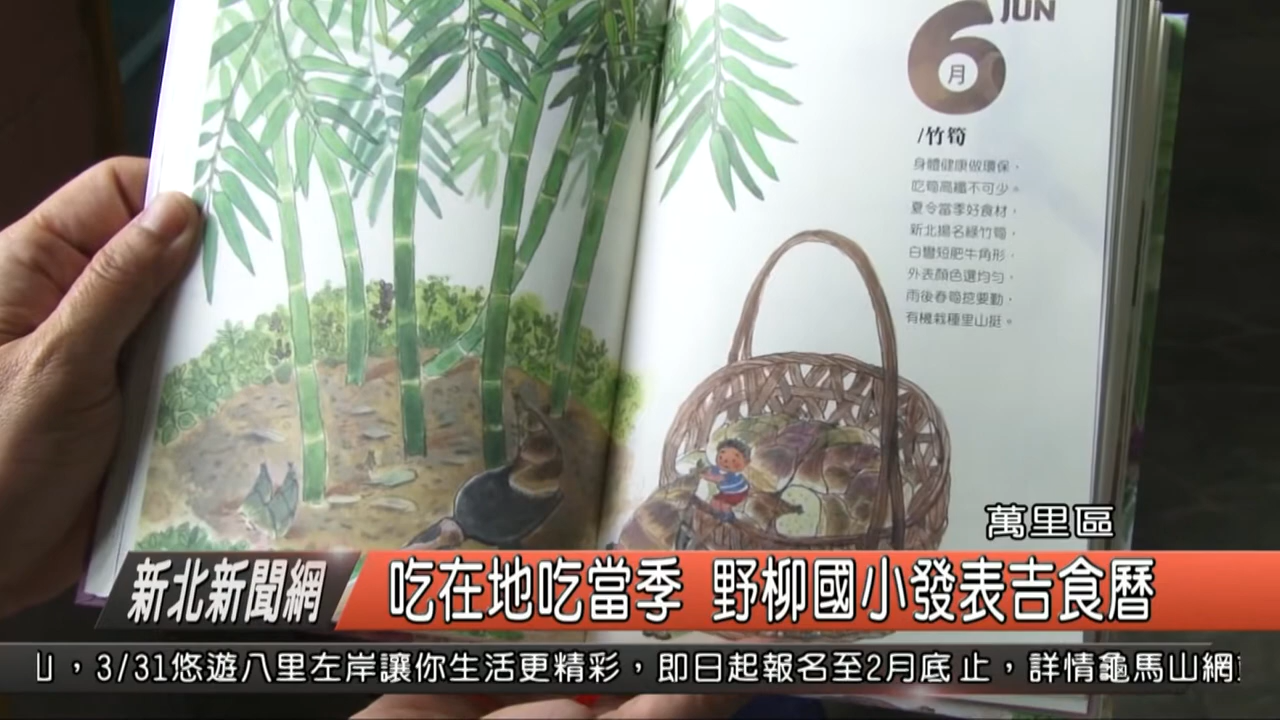 JUN
6
月
/竹筍
身體健康做環保，
吃筍高纖不可少。
夏令當季好食材，
新北揚名綠竹筍，
白彎短肥牛角形，
外表顏色選均勻，
雨後春筍挖要勤，
有機栽種里山挺。
萬里區
新北新聞網
吃在地吃當季 野柳國小發表吉食曆
，3/31悠遊八里左岸讓你生活更精彩，即日起報名至2月底止，詳情龜馬山網